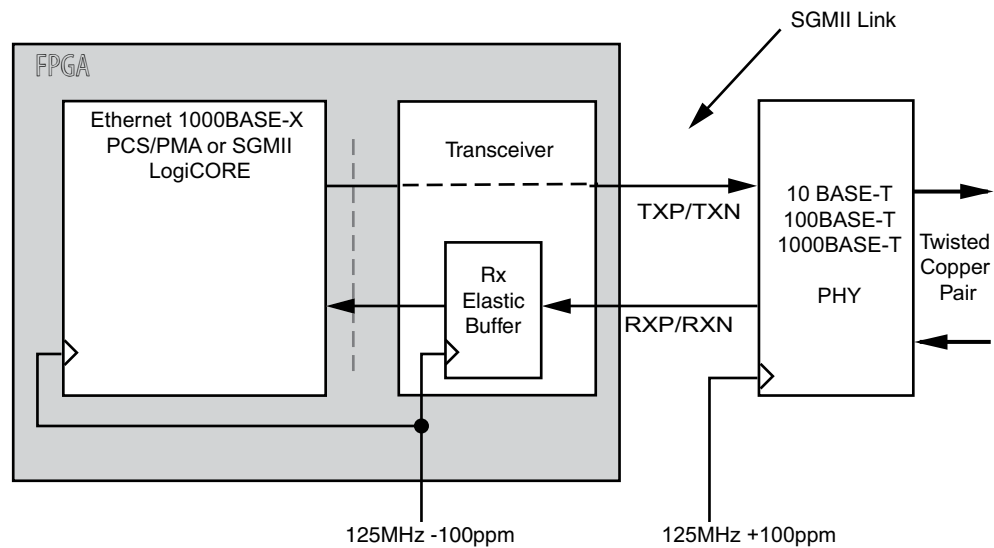 SGMII Link
FPGA
Ethernet 1000BASE-X
PCS/PMA or SGMII
LogiCORE
Transceiver
TXP/TXN
10 BASE-T
100BASE-T
1000BASE-T
PHY
Twisted
Copper
Pair
Rx
Elastic
Buffer
RXP/RXN
125MHz -100ppm
125MHz +100ppm